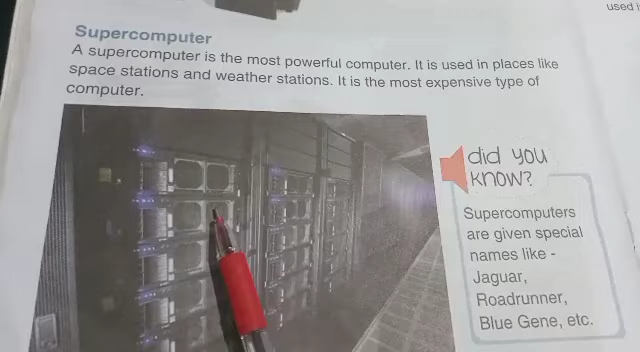 used
Supercomputer
A supercomputer is the most powerful computer. It is used in places like
space stations and weather stations. It is the most expensive type of
computer.
did you
know?
Supercomputers
are given special
names like -
Jaguar,
Roadrunner,
Blue Gene, etc.